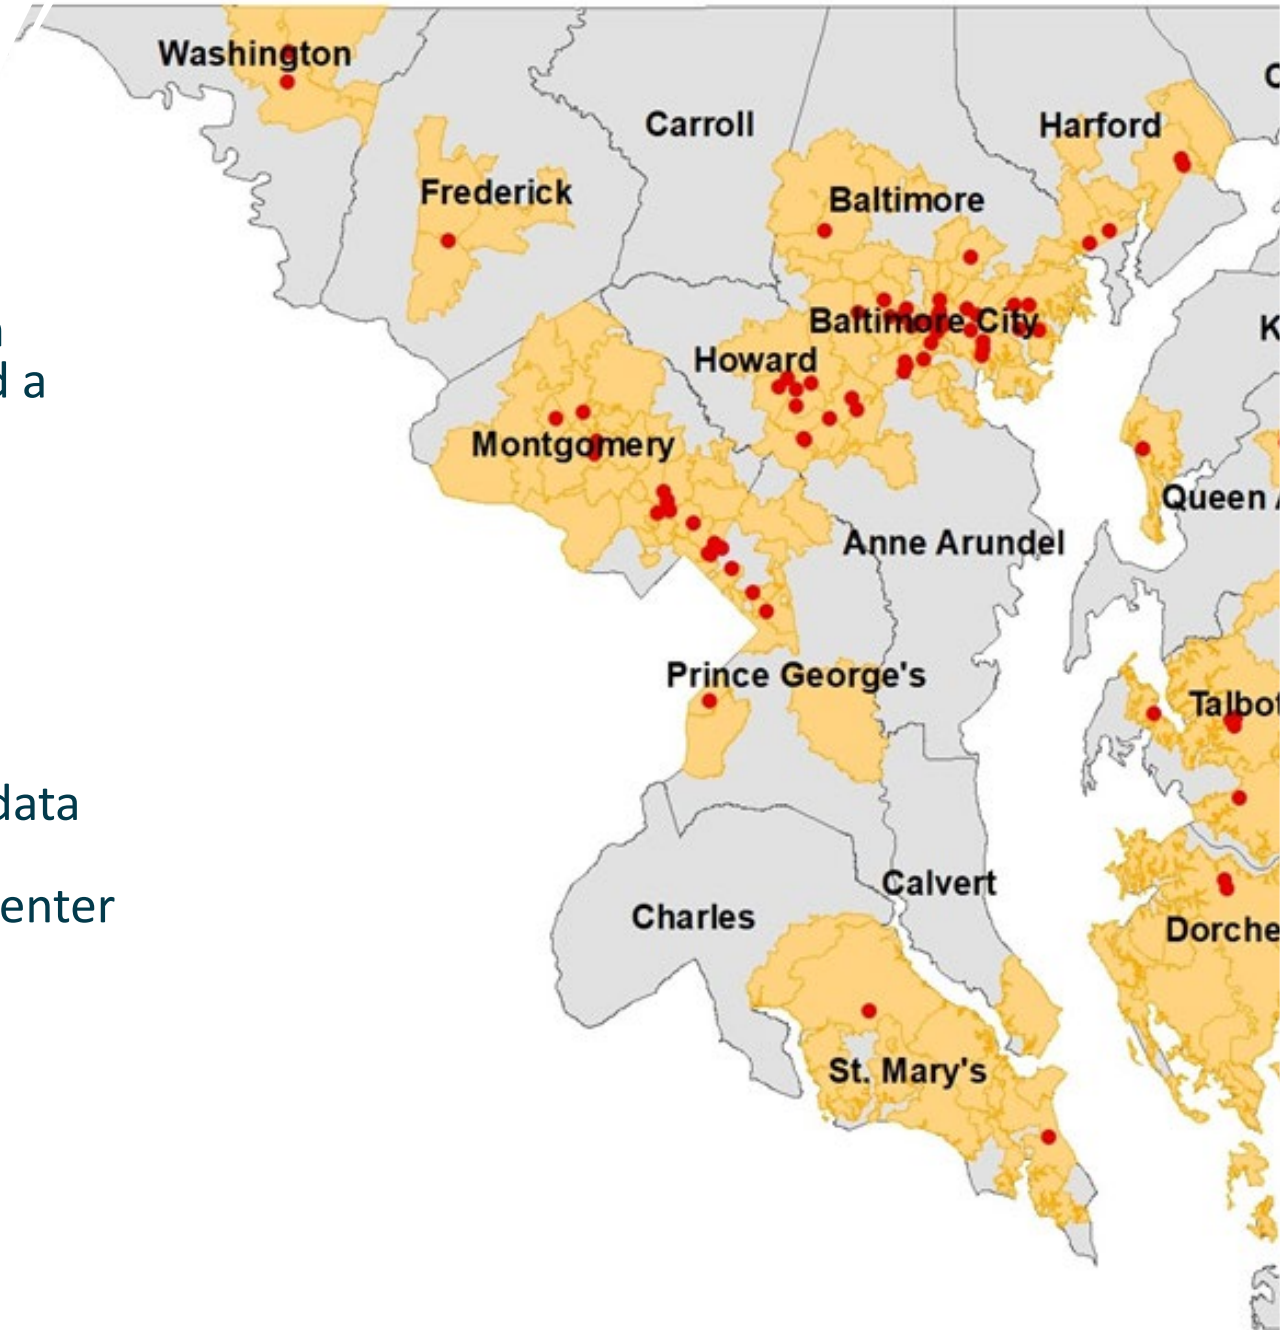 Washington
Carroll
Harford
Frederick
Baltimore
Baltimore City
d a
Howard
Montgomery
Queen
Anne Arundel
Prince George's
Talbot
data
enter
Calvert
Charles
Dorche
St. Mary's